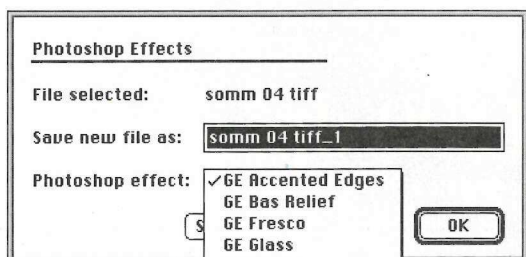 Photoshop Effects
File selected: somm 04 tiff
Save new file as: somm 04 tiff_1
Photoshop effect: ✓GE Accented Edges
GE Bas Relief
GE Fresco
GE Glass
OK